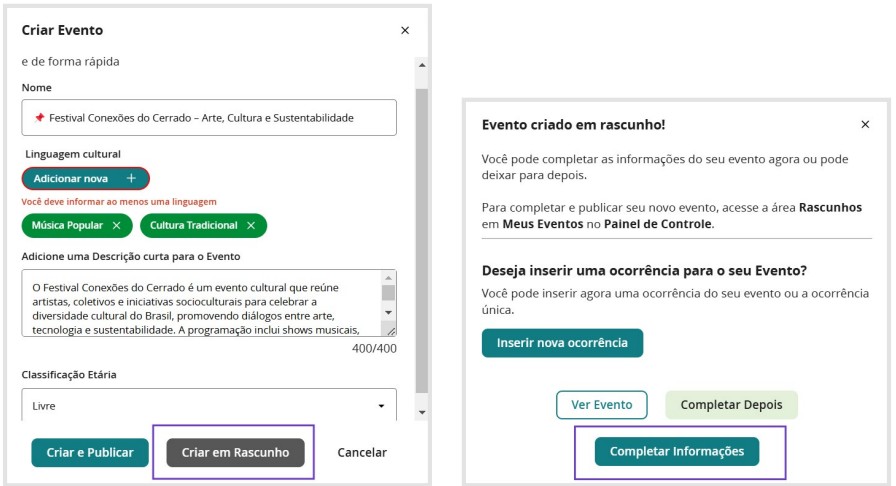 Criar Evento
e de forma rápida
Nome
📌 Festival Conexões do Cerrado – Arte, Cultura e Sustentabilidade
Linguagem cultural
Adicionar nova +
Você deve informar ao menos uma linguagem
Música Popular × Cultura Tradicional ×
Adicione uma Descrição curta para o Evento
O Festival Conexões do Cerrado é um evento cultural que reúne
artistas, coletivos e iniciativas socioculturais para celebrar a
diversidade cultural do Brasil, promovendo diálogos entre arte,
tecnologia e sustentabilidade. A programação inclui shows musicais,
400/400
Classificação Etária
Livre
Criar e Publicar Criar em Rascunho Cancelar
Evento criado em rascunho!
Você pode completar as informações do seu evento agora ou pode
deixar para depois.
Para completar e publicar seu novo evento, acesse a área Rascunhos
em Meus Eventos no Painel de Controle.
Deseja inserir uma ocorrência para o seu Evento?
Você pode inserir agora uma ocorrência do seu evento ou a ocorrência
única.
Inserir nova ocorrência
Ver Evento Completar Depois
Completar Informações